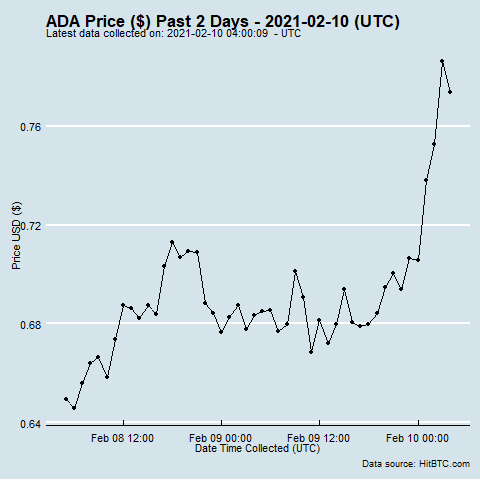 ADA Price ($) Past 2 Days - 2021-02-10 (UTC)
Latest data collected on: 2021-02-10 04:00:09 - UTC
0.76
0.72
0.68
0.64
Price USD ($)
Feb 08 12:00 Feb 09 00:00 Feb 09 12:00 Feb 10 00:00
Date Time Collected (UTC)
Data source: HitBTC.com